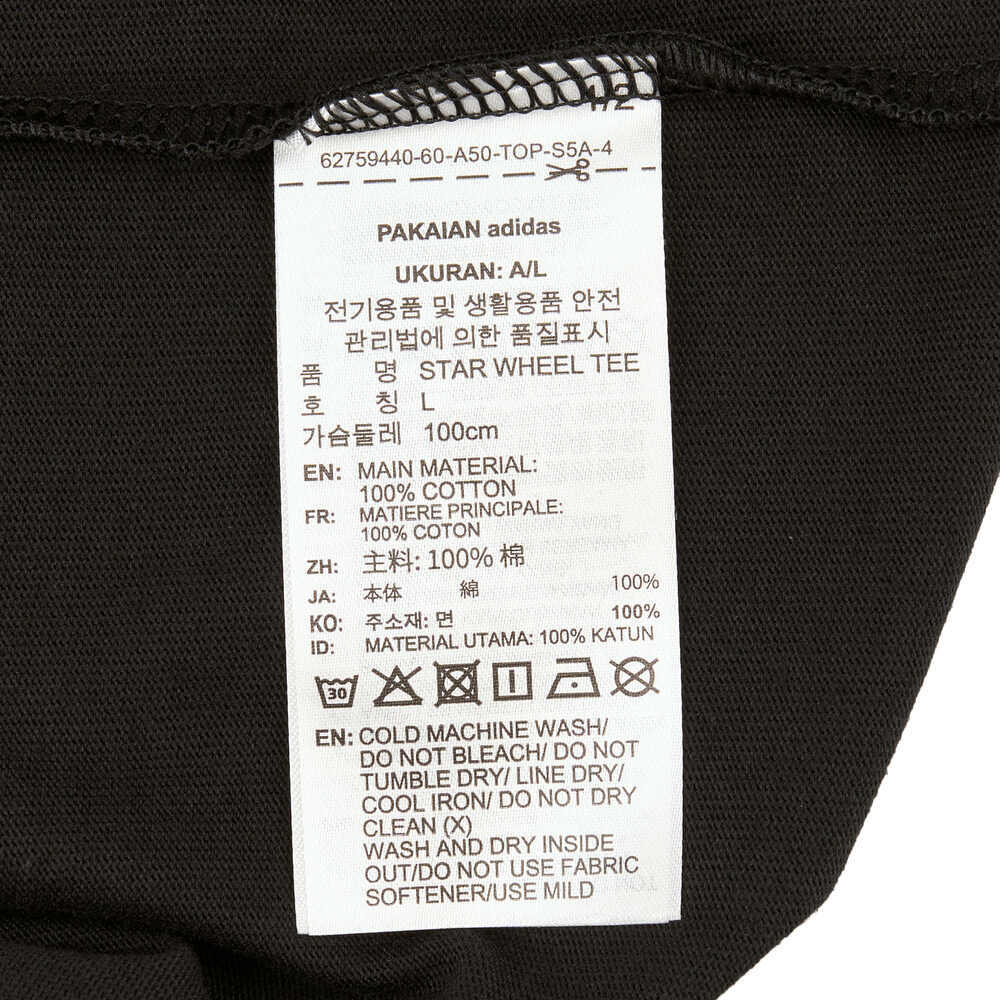 1/2
62759440-60-A50-TOP-S5A-4
PAKAIAN adidas
UKURAN: A/L
전기용품 및 생활용품 안전
관리법에 의한 품질표시
품 명 STAR WHEEL TEE
호 칭 L
가슴둘레 100cm
EN: MAIN MATERIAL:
100% COTTON
FR: MATIERE PRINCIPALE:
100% COTON
ZH: 主料: 100% 棉
JA: 本体 綿 100%
KO: 주소재: 면 100%
ID: MATERIAL UTAMA: 100% KATUN
30
EN: COLD MACHINE WASH/
DO NOT BLEACH/ DO NOT
TUMBLE DRY/ LINE DRY/
COOL IRON/ DO NOT DRY
CLEAN (X)
WASH AND DRY INSIDE
OUT/DO NOT USE FABRIC
SOFTENER/USE MILD